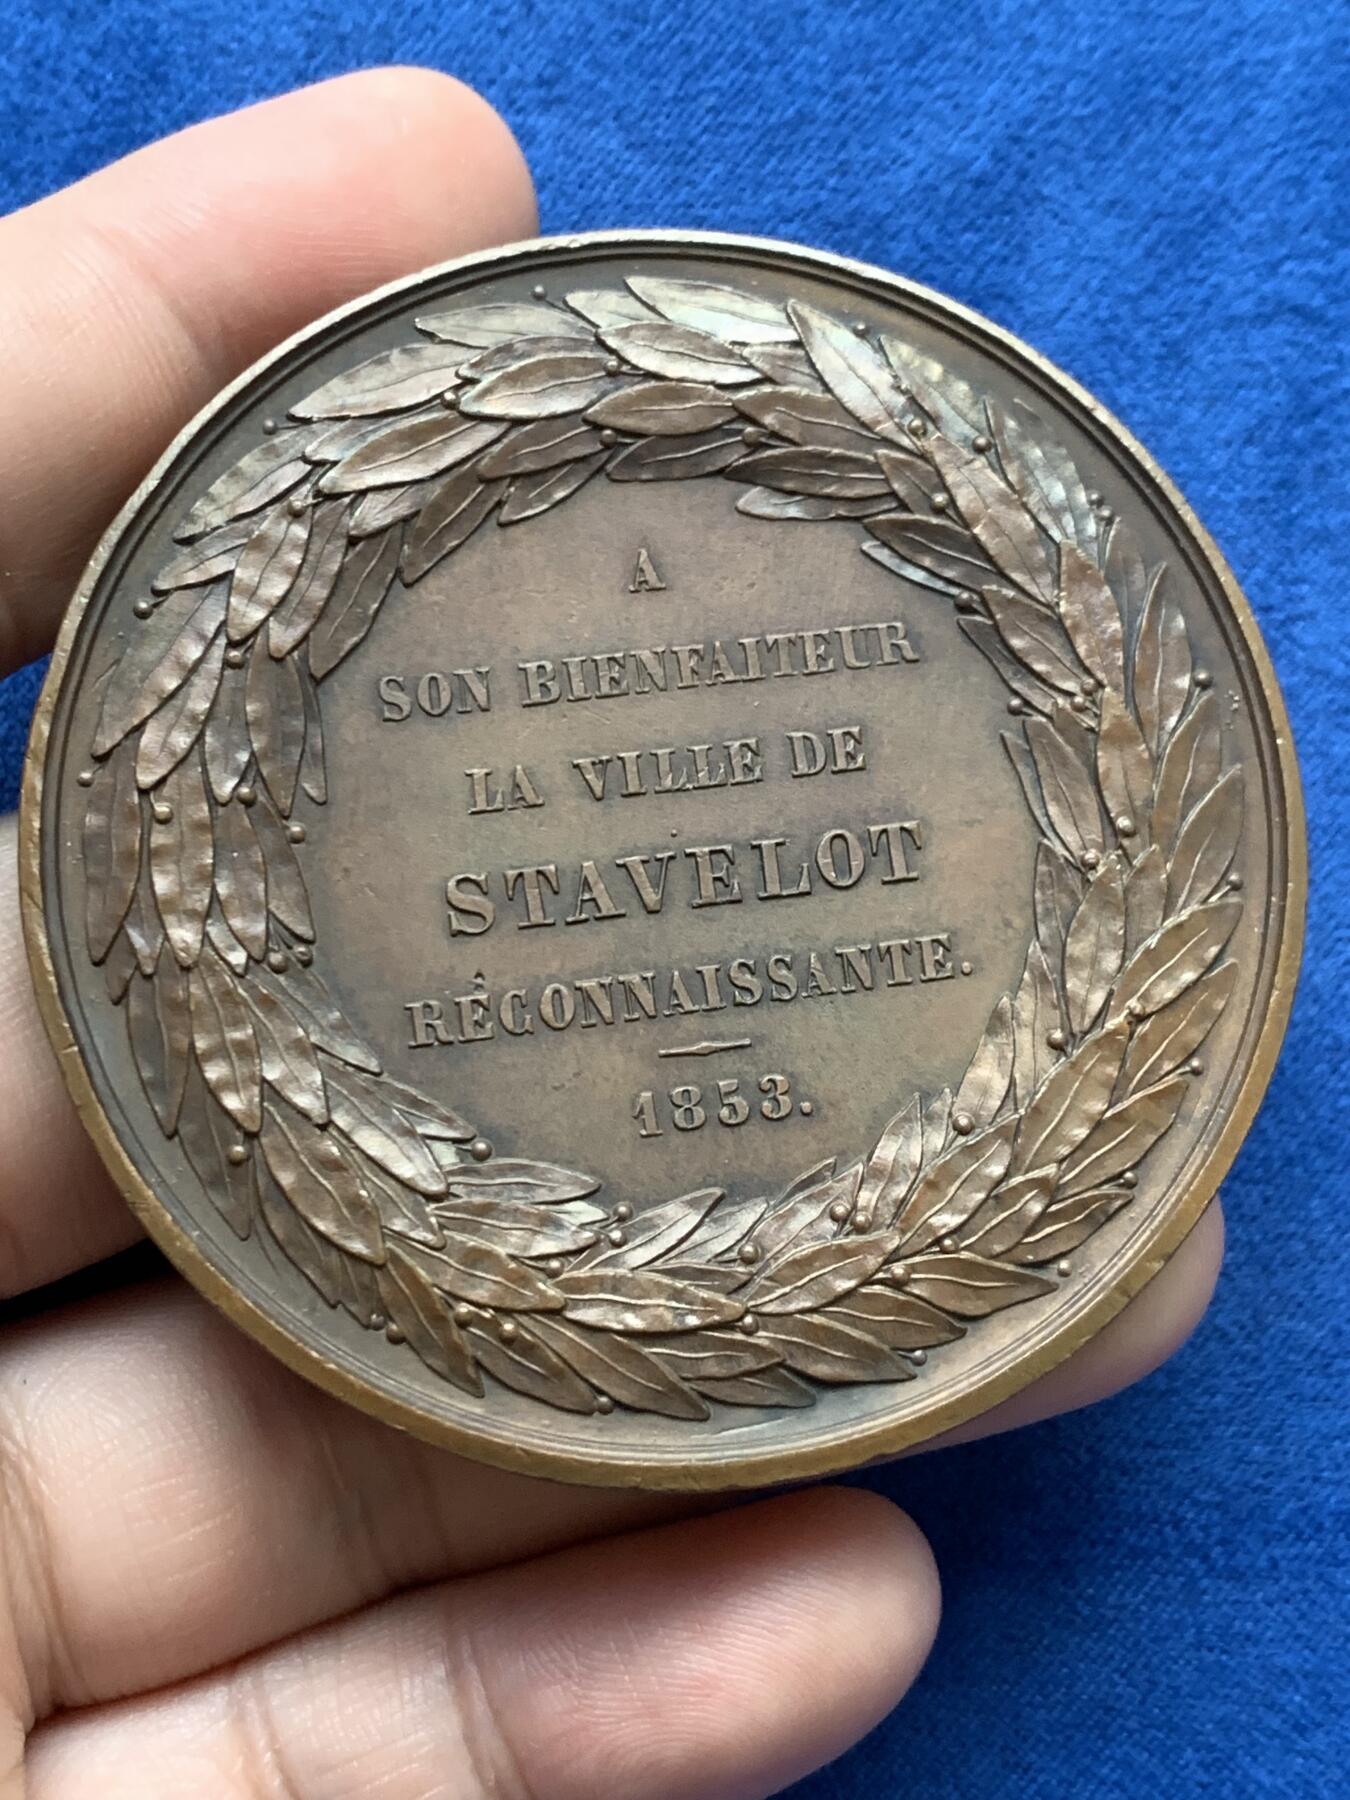 A
SON BIENFAITEUR
LA VILLE DE
STAVELOT
RÊCONNAISSANTE.
1853.